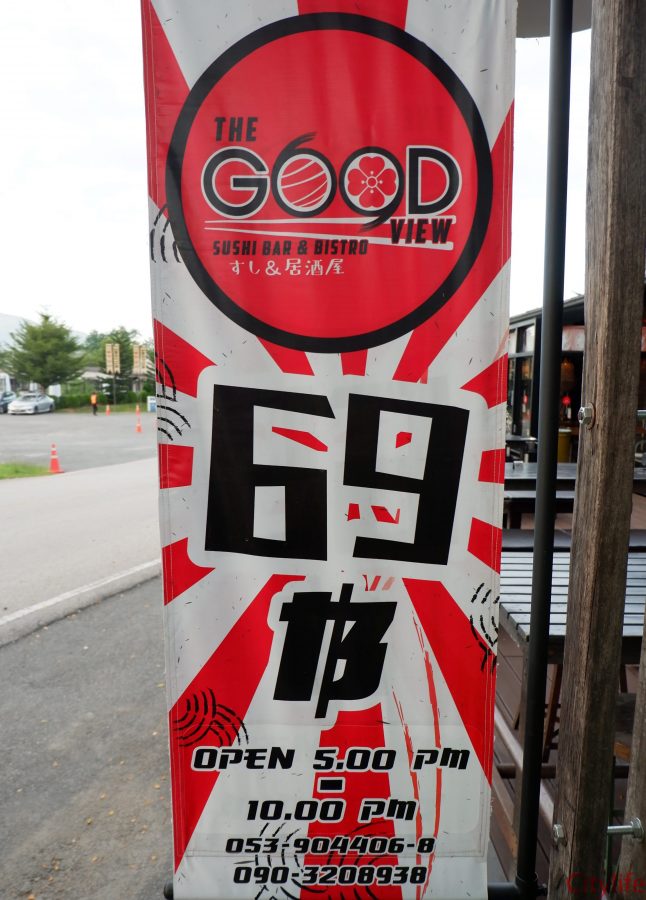 THE
GOOD
VIEW
SUSHI BAR & BISTRO
すし&居酒屋
69
฿
OPEN 5.00 PM
-
10.00 PM
053-904406-8
090-3208938
Citylife